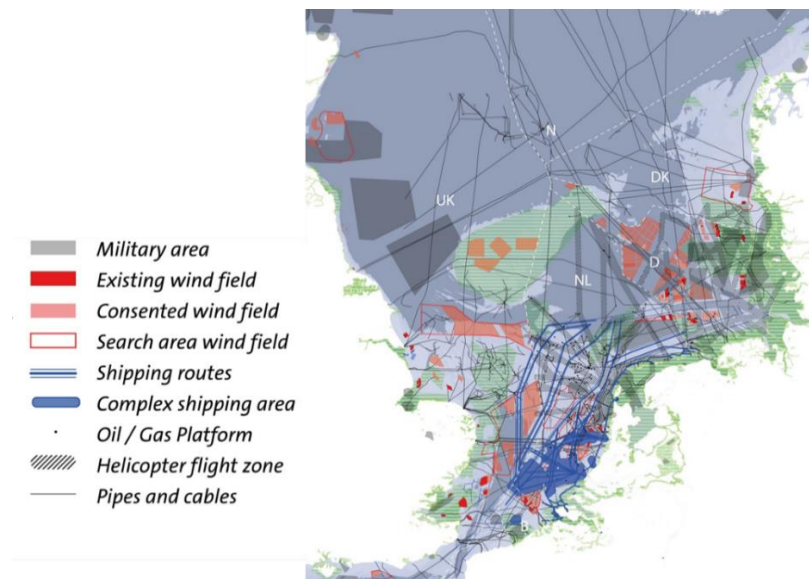 Military area
Existing wind field
Consented wind field
Search area wind field
Shipping routes
Complex shipping area
Oil / Gas Platform
Helicopter flight zone
Pipes and cables
N
DK
UK
D
NL
B